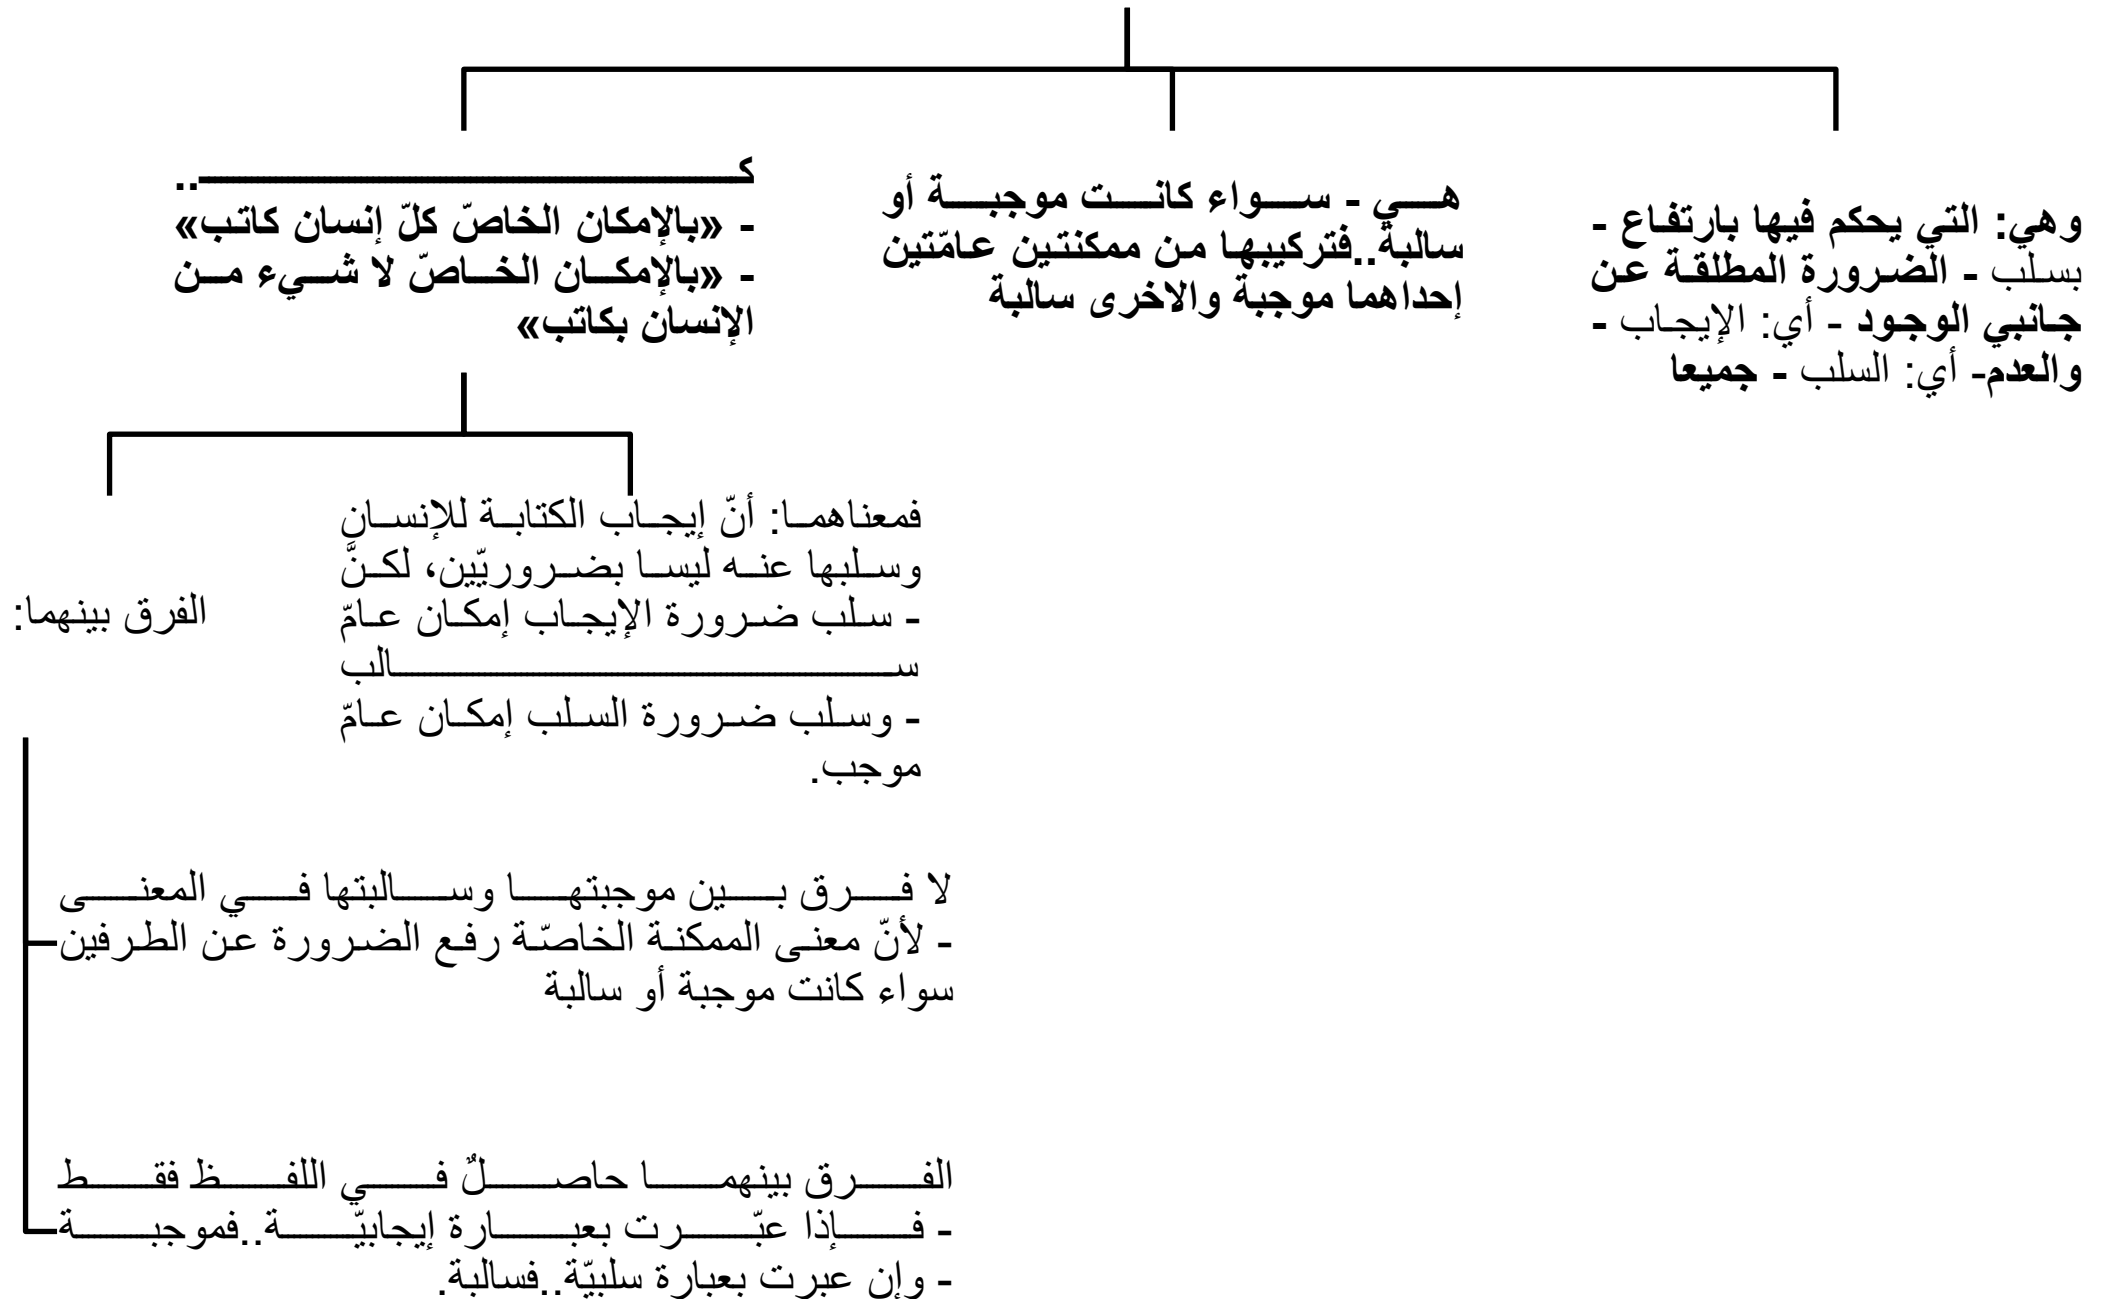 وهي: التي يحكم فيها بارتفاع -
بسلب - الضرورة المطلقة عن
جانبي الوجود - أي: الإيجاب -
والعدم- أي: السلب - جميعا
هي - سواء كانت موجبة أو
سالبة..فتركيبها من ممكنتين عامّتين
إحداهما موجبة والاخرى سالبة
كـ..
- «بالإمكان الخاصّ كلّ إنسان كاتب»
- «بالإمكان الخاصّ لا شيء من
الإنسان بكاتب»
فمعناهما: أنّ إيجاب الكتابة للإنسان
وسلبها عنه ليسا بضروريّين، لكنَّ
- سلب ضرورة الإيجاب إمكان عامّ
سالب
- وسلب ضرورة السلب إمكان عامّ
موجب.
الفرق بينهما:
لا فرق بين موجبتها وسالبتها في المعنى
- لأنّ معنى الممكنة الخاصّة رفع الضرورة عن الطرفين
سواء كانت موجبة أو سالبة
الفرق بينهما حاصلٌ في اللفظ فقط
- فإذا عبّرت بعبارة إيجابيّة..فموجبة
- وإن عبرت بعبارة سلبيّة..فسالبة.